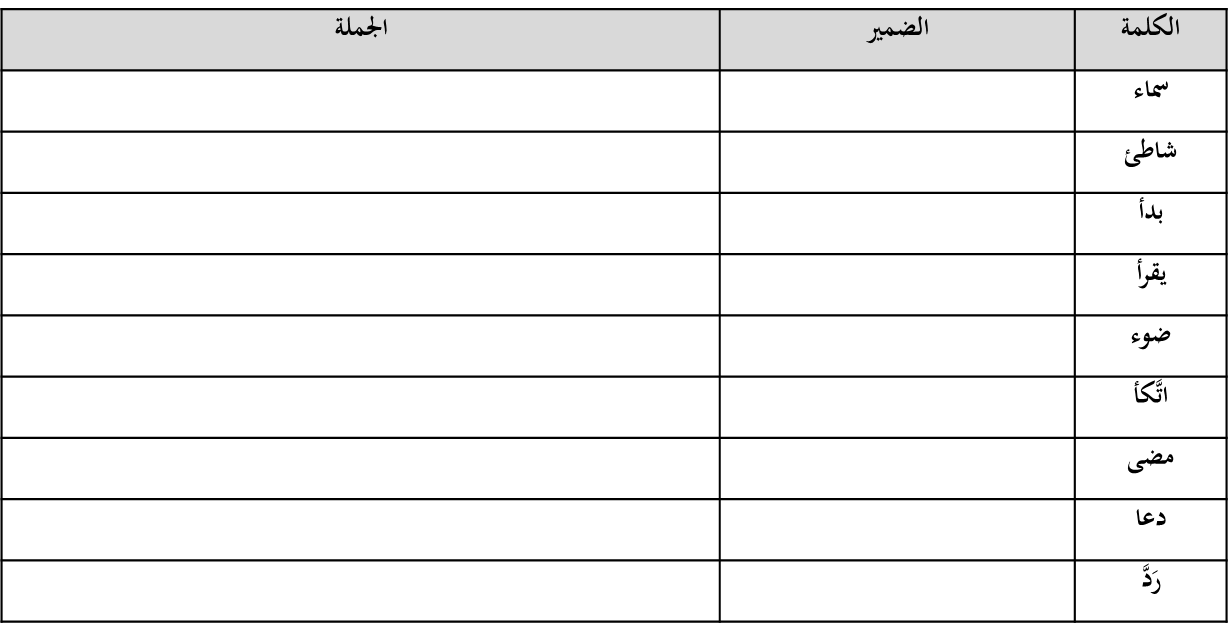 الكلمة الضمير الجملة
سماء
شاطئ
بدأ
يقرأ
ضوء
اتَّكأ
مضى
دعا
رَدَّ